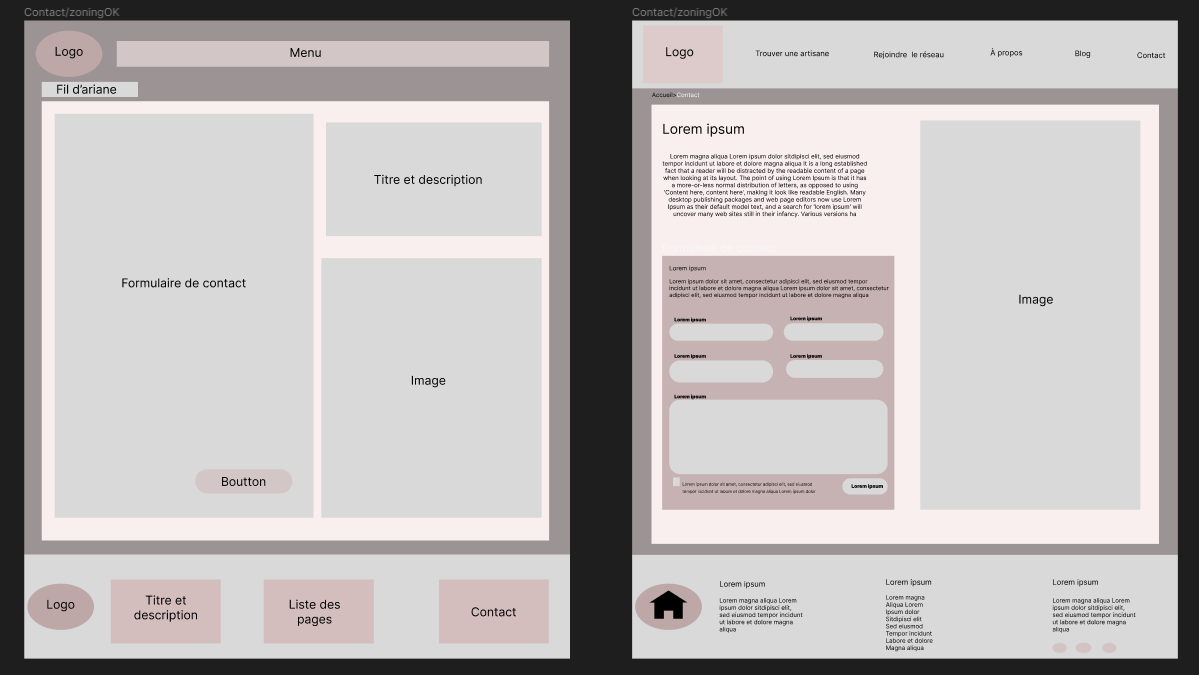 Contact/zoningOK
Logo
Menu
Fil d’ariane
Formulaire de contact
Titre et description
Image
Boutton
Logo
Titre et
description
Liste des
pages
Contact
Contact/zoningOK
Logo
Trouver une artisane
Rejoindre le réseau
À propos
Blog
Contact
Accueil>Contact
Lorem ipsum
Lorem magna aliqua Lorem ipsum dolor sitdipisci elit, sed eiusmod
tempor incidunt ut labore et dolore magna aliqua It is a long established
fact that a reader will be distracted by the readable content of a page
when looking at its layout. The point of using Lorem Ipsum is that it has
a more-or-less normal distribution of letters, as opposed to using
'Content here, content here', making it look like readable English. Many
desktop publishing packages and web page editors now use Lorem
Ipsum as their default model text, and a search for 'lorem ipsum' will
uncover many web sites still in their infancy. Various versions ha
Lorem ipsum
Lorem ipsum dolor sit amet, consectetur adipisci elit, sed eiusmod tempor
incidunt ut labore et dolore magna aliqua Lorem ipsum dolor sit amet, consectetur
adipisci elit, sed eiusmod tempor incidunt ut labore et dolore magna aliqua
Lorem ipsum
Lorem ipsum
Lorem ipsum
Lorem ipsum
Lorem ipsum
Lorem ipsum dolor sit amet, consectetur adipisci elit, sed eiusmod
tempor incidunt ut labore et dolore magna aliqua Lorem ipsum dolor
Lorem ipsum
Image
Lorem ipsum
Lorem magna aliqua Lorem
ipsum dolor sitdipisci elit,
sed eiusmod tempor incidunt
ut labore et dolore magna
aliqua
Lorem ipsum
Lorem magna
Aliqua Lorem
Ipsum dolor
Sitdipisci elit
Sed eiusmod
Tempor incidunt
Labore et dolore
Magna aliqua
Lorem ipsum
Lorem magna aliqua Lorem
ipsum dolor sitdipisci elit,
sed eiusmod tempor incidunt
ut labore et dolore magna
aliqua